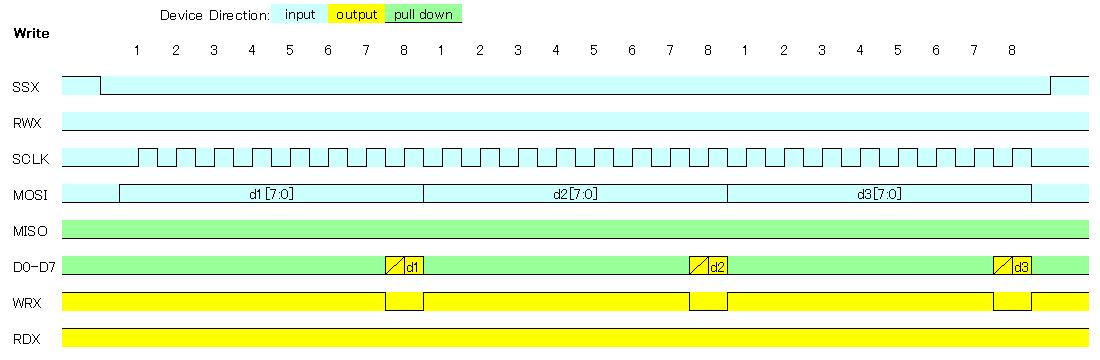 Device Direction: input output pull down
Write
1 2 3 4 5 6 7 8 1 2 3 4 5 6 7 8 1 2 3 4 5 6 7 8
SSX
RWX
SCLK
MOSI d1[7:0] d2[7:0] d3[7:0]
MISO
D0-D7 d1 d2 d3
WRX
RDX